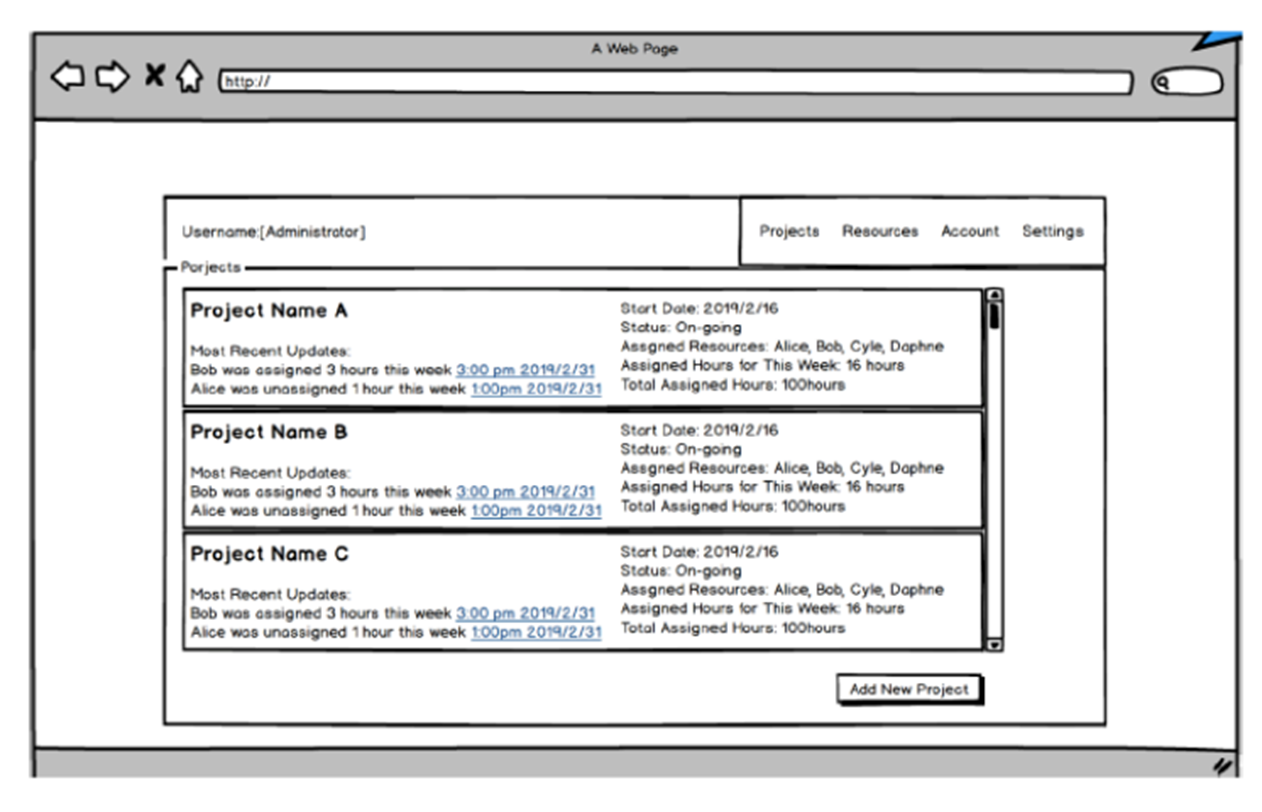 A Web Page
http://
Username:[Administrator]
Projects Resources Account Settings
Porjects
Project Name A
Most Recent Updates:
Bob was assigned 3 hours this week 3:00 pm 2019/2/31
Alice was unassigned 1 hour this week 1:00pm 2019/2/31
Start Date: 2019/2/16
Status: On-going
Assgned Resources: Alice, Bob, Cyle, Daphne
Assigned Hours for This Week: 16 hours
Total Assigned Hours: 100hours
Project Name B
Most Recent Updates:
Bob was assigned 3 hours this week 3:00 pm 2019/2/31
Alice was unassigned 1 hour this week 1:00pm 2019/2/31
Start Date: 2019/2/16
Status: On-going
Assgned Resources: Alice, Bob, Cyle, Daphne
Assigned Hours for This Week: 16 hours
Total Assigned Hours: 100hours
Project Name C
Most Recent Updates:
Bob was assigned 3 hours this week 3:00 pm 2019/2/31
Alice was unassigned 1 hour this week 1:00pm 2019/2/31
Start Date: 2019/2/16
Status: On-going
Assgned Resources: Alice, Bob, Cyle, Daphne
Assigned Hours for This Week: 16 hours
Total Assigned Hours: 100hours
Add New Project